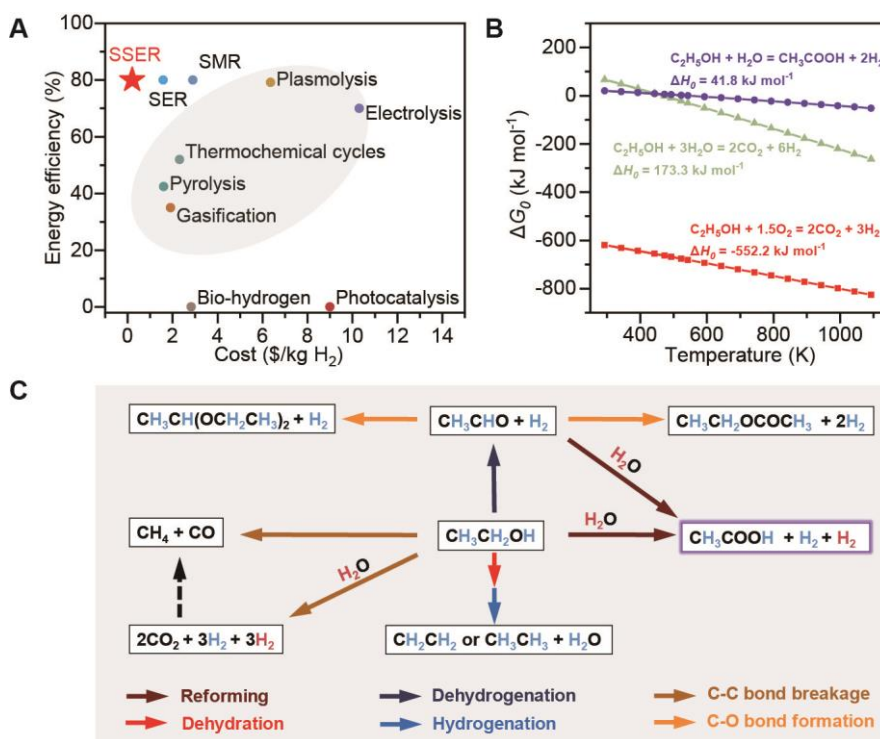 A
Energy efficiency (%)
100
80
60
40
20
0
SSER
SMR
SER
Plasmolysis
Electrolysis
Thermochemical cycles
Pyrolysis
Gasification
Bio-hydrogen
Photocatalysis
0 2 4 6 8 10 12 14
Cost ($/kg H₂)
B
ΔG₀ (kJ mol⁻¹)
200
0
-200
-400
-600
-800
C₂H₅OH + H₂O = CH₃COOH + 2H₂
ΔH₀ = 41.8 kJ mol⁻¹
C₂H₅OH + 3H₂O = 2CO₂ + 6H₂
ΔH₀ = 173.3 kJ mol⁻¹
C₂H₅OH + 1.5O₂ = 2CO₂ + 3H₂
ΔH₀ = -552.2 kJ mol⁻¹
400 600 800 1000
Temperature (K)
C
CH₃CH(OCH₂CH₃)₂ + H₂
CH₃CHO + H₂
CH₃CH₂OCOCH₃ + 2H₂
H₂O
CH₄ + CO
CH₃CH₂OH
H₂O
CH₃COOH + H₂ + H₂
H₂O
2CO₂ + 3H₂ + 3H₂
CH₂CH₂ or CH₃CH₃ + H₂O
Reforming
Dehydrogenation
C-C bond breakage
Dehydration
Hydrogenation
C-O bond formation